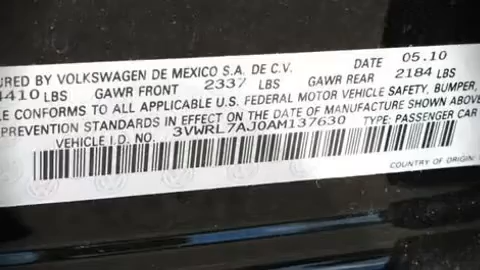 URED BY VOLKSWAGEN DE MEXICO S.A. DE C.V. DATE 05.10
4410 LBS GAWR FRONT 2337 LBS GAWR REAR 2184 LBS
LE CONFORMS TO ALL APPLICABLE U.S. FEDERAL MOTOR VEHICLE SAFETY, BUMPER,
PREVENTION STANDARDS IN EFFECT ON THE DATE OF MANUFACTURE SHOWN ABOVE
VEHICLE I.D. NO. 3VWRL7AJ0AM137630 TYPE: PASSENGER CAR
COUNTRY OF ORI